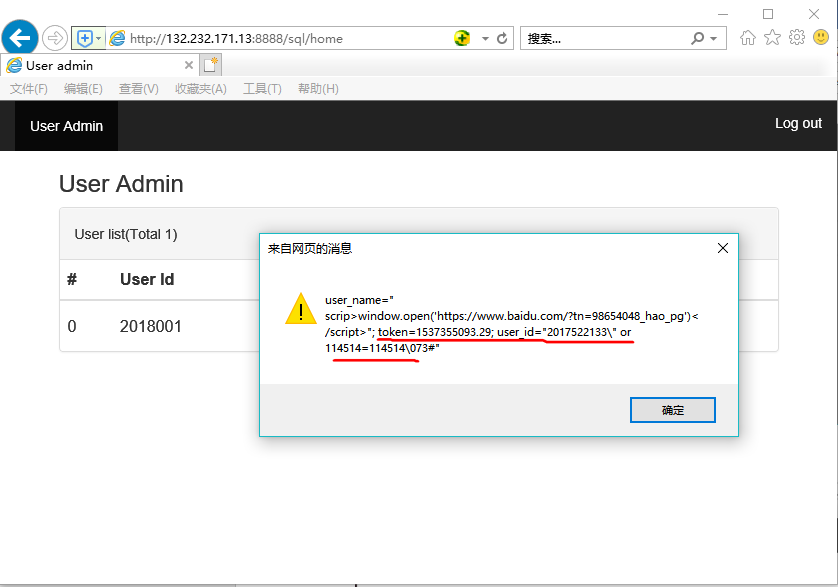 http://132.232.171.13:8888/sql/home
搜索...
User admin
文件(F) 编辑(E) 查看(V) 收藏夹(A) 工具(T) 帮助(H)
User Admin
Log out
User Admin
User list(Total 1)
# User Id
0 2018001
来自网页的消息
user_name="
scrip>window.open('https://www.baidu.com/?tn=98654048_hao_pg')<
/script>"; token=1537355093.29; user_id="2017522133\" or
114514=114514\073#"
确定